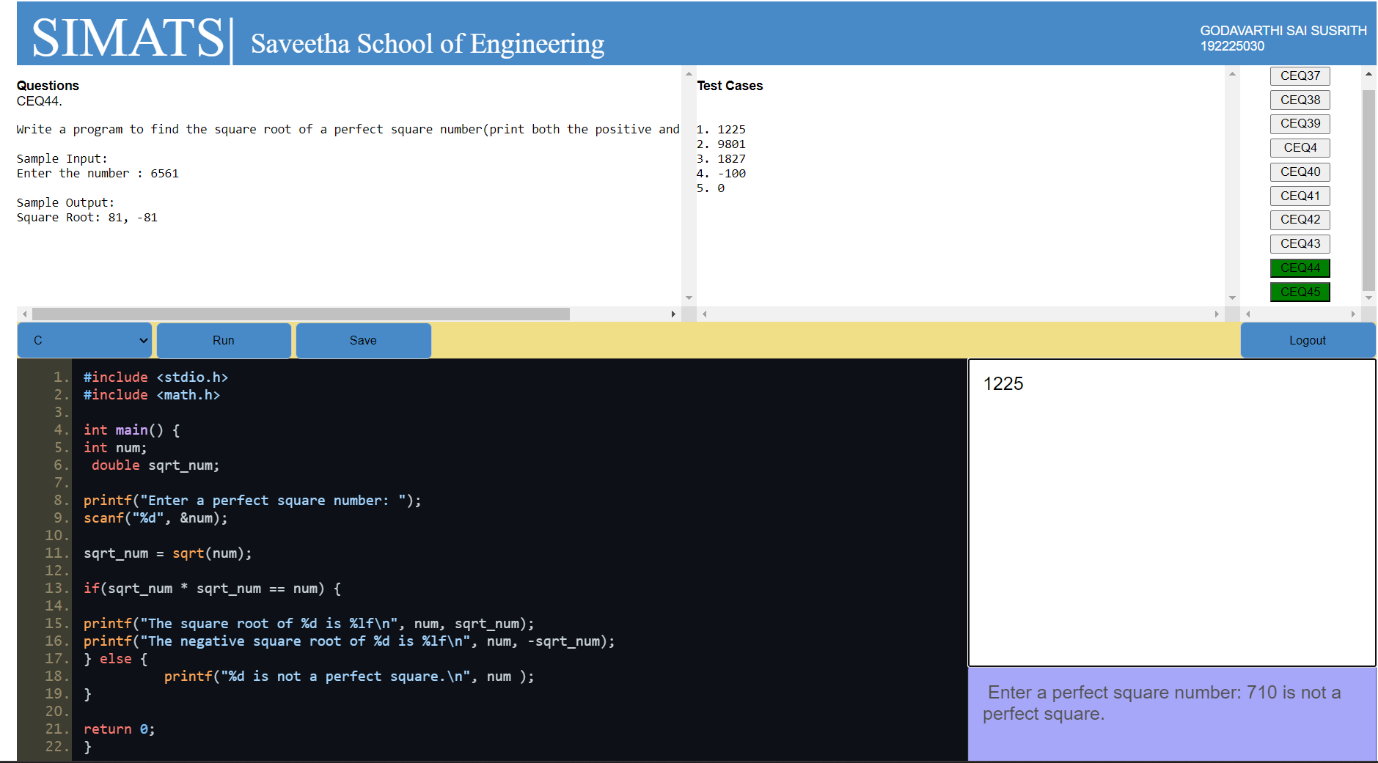 SIMATS| Saveetha School of Engineering
GODAVARTHI SAI SUSRITH
192225030
Questions
CEQ44.
Write a program to find the square root of a perfect square number(print both the positive and
Sample Input:
Enter the number : 6561
Sample Output:
Square Root: 81, -81
Test Cases
1. 1225
2. 9801
3. 1827
4. -100
5. 0
CEQ37
CEQ38
CEQ39
CEQ4
CEQ40
CEQ41
CEQ42
CEQ43
CEQ44
CEQ45
C
Run
Save
Logout
1. #include <stdio.h>
2. #include <math.h>
3.
4. int main() {
5. int num;
6. double sqrt_num;
7.
8. printf("Enter a perfect square number: ");
9. scanf("%d", &num);
10.
11. sqrt_num = sqrt(num);
12.
13. if(sqrt_num * sqrt_num == num) {
14.
15. printf("The square root of %d is %lf\n", num, sqrt_num);
16. printf("The negative square root of %d is %lf\n", num, -sqrt_num);
17. } else {
18. printf("%d is not a perfect square.\n", num );
19. }
20.
21. return 0;
22. }
1225
Enter a perfect square number: 710 is not a
perfect square.